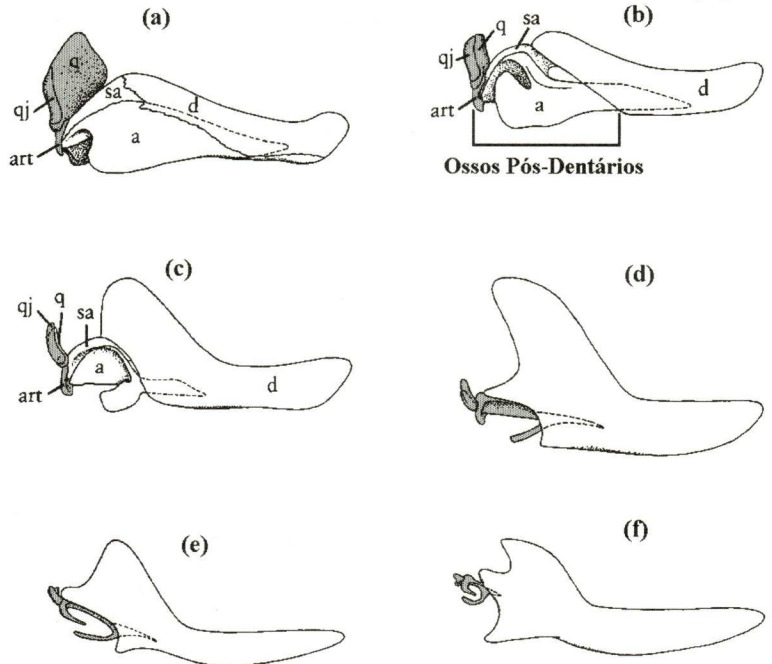 (a)
q
qj
sa
d
a
art
(b)
q
sa
qj
art
a
d
Ossos Pós-Dentários
(c)
qj
q
sa
a
d
art
(d)
(e)
(f)